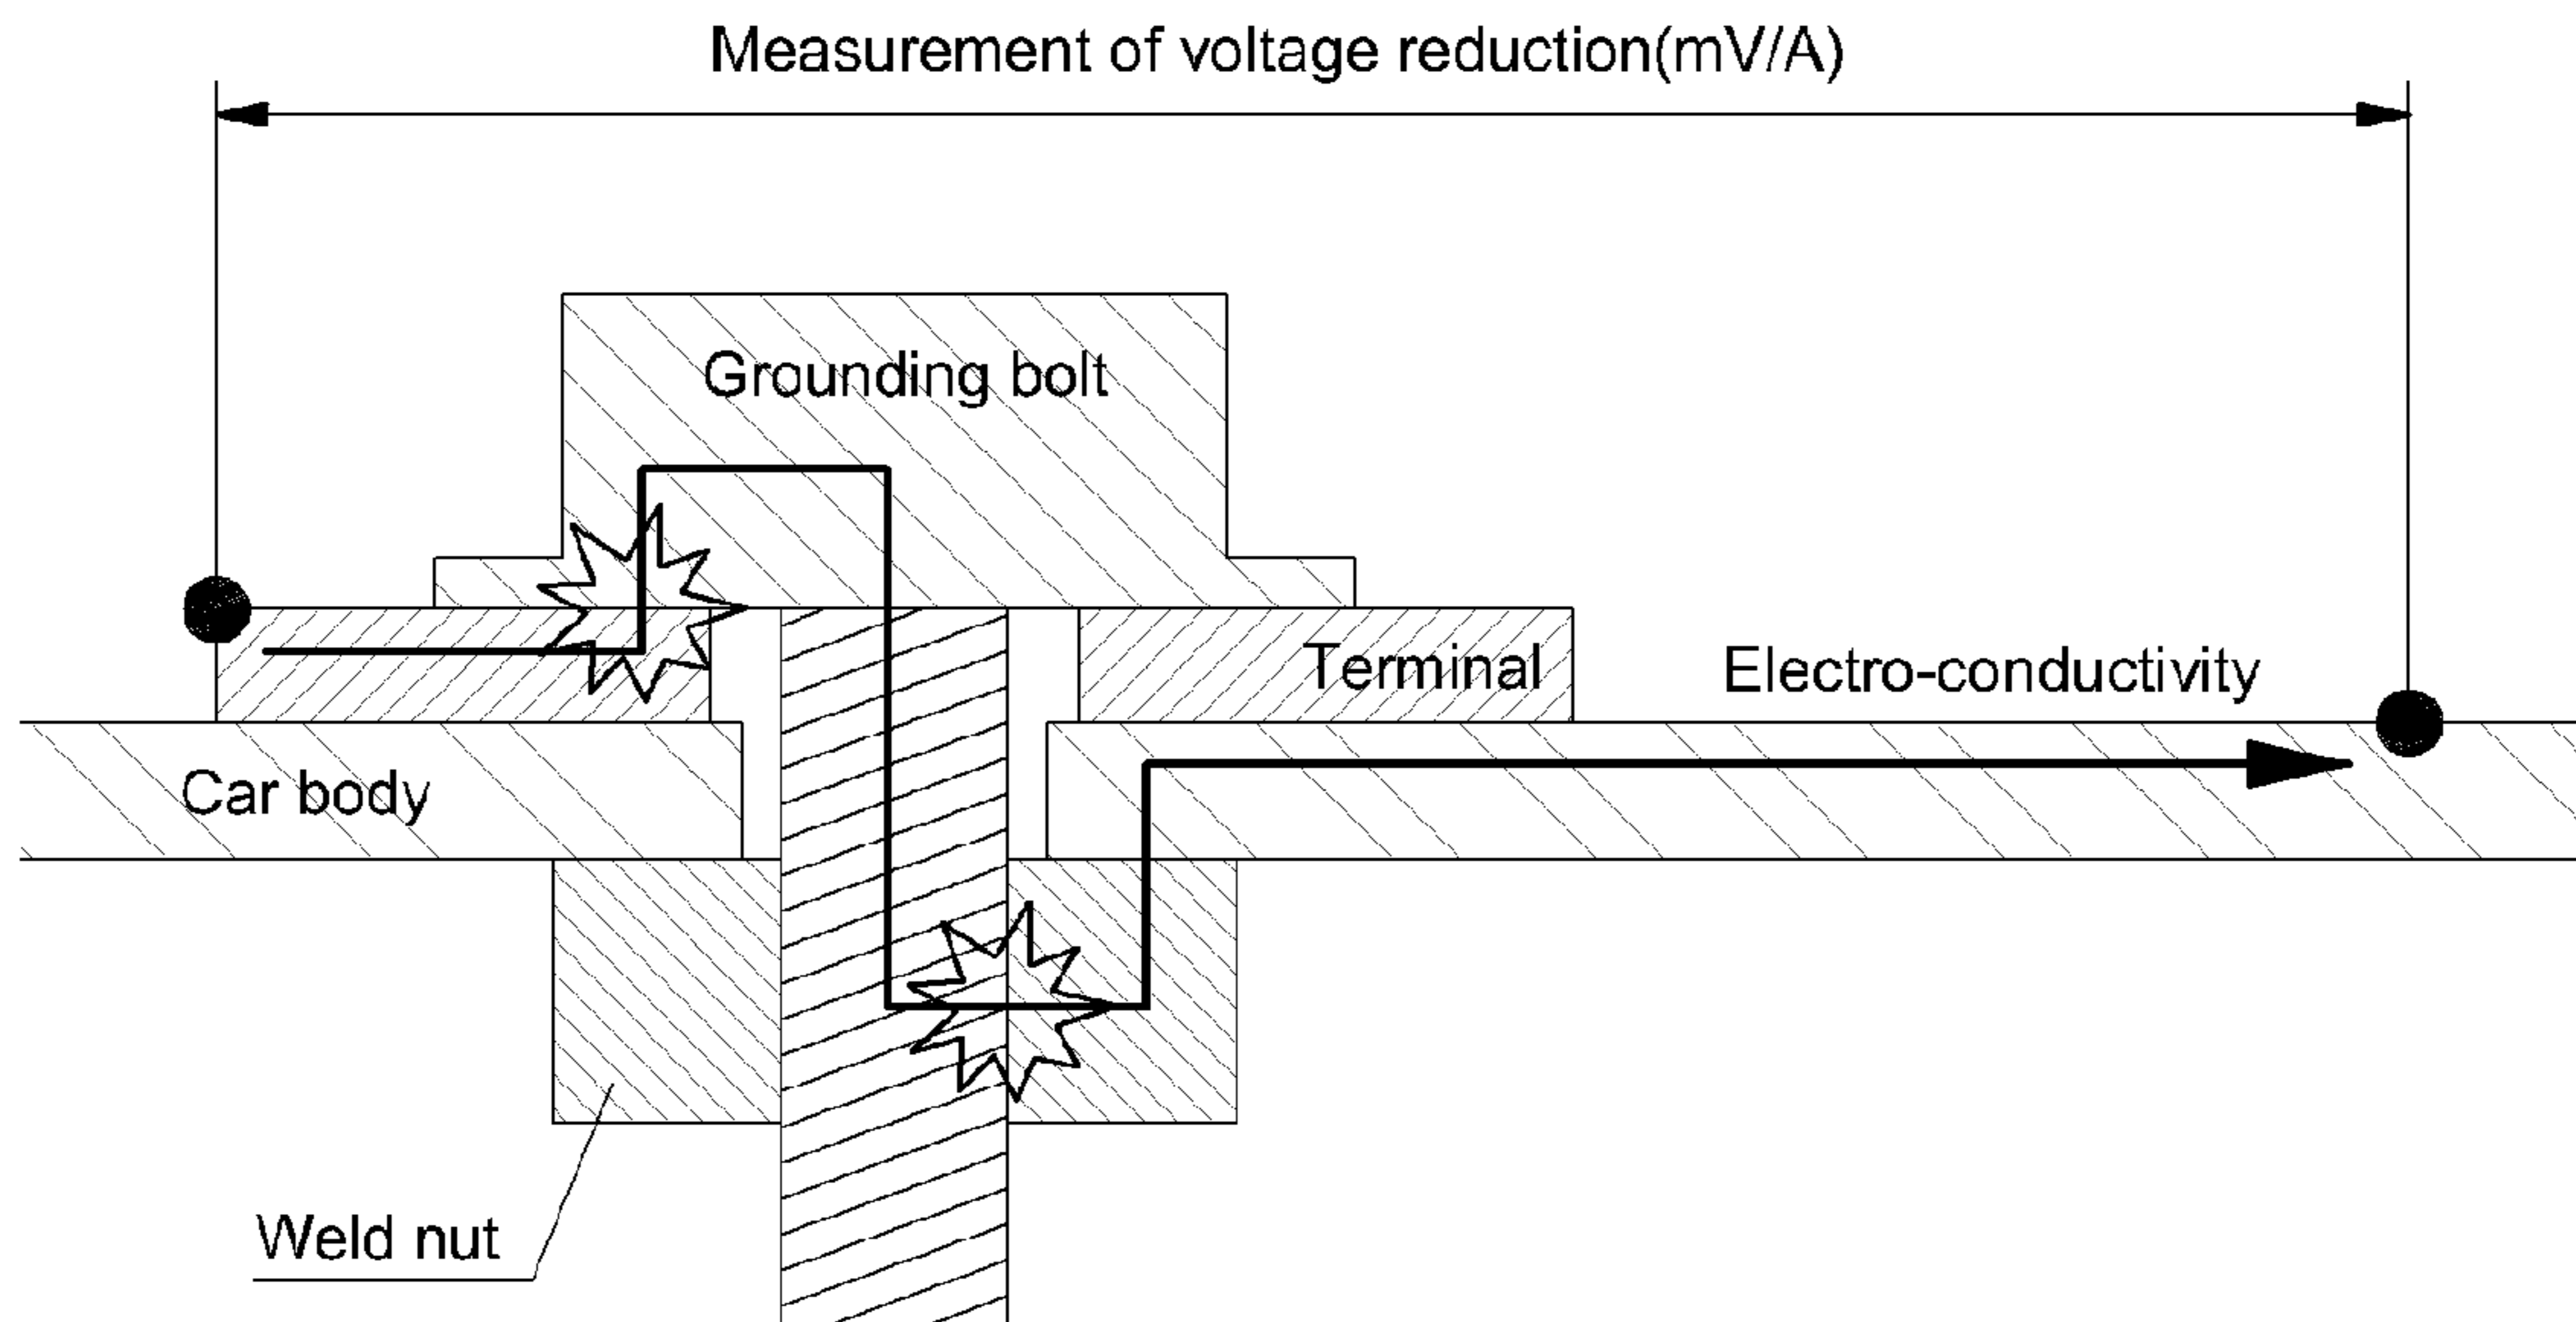 Measurement of voltage reduction(mV/A)
Grounding bolt
Terminal
Electro-conductivity
Car body
Weld nut